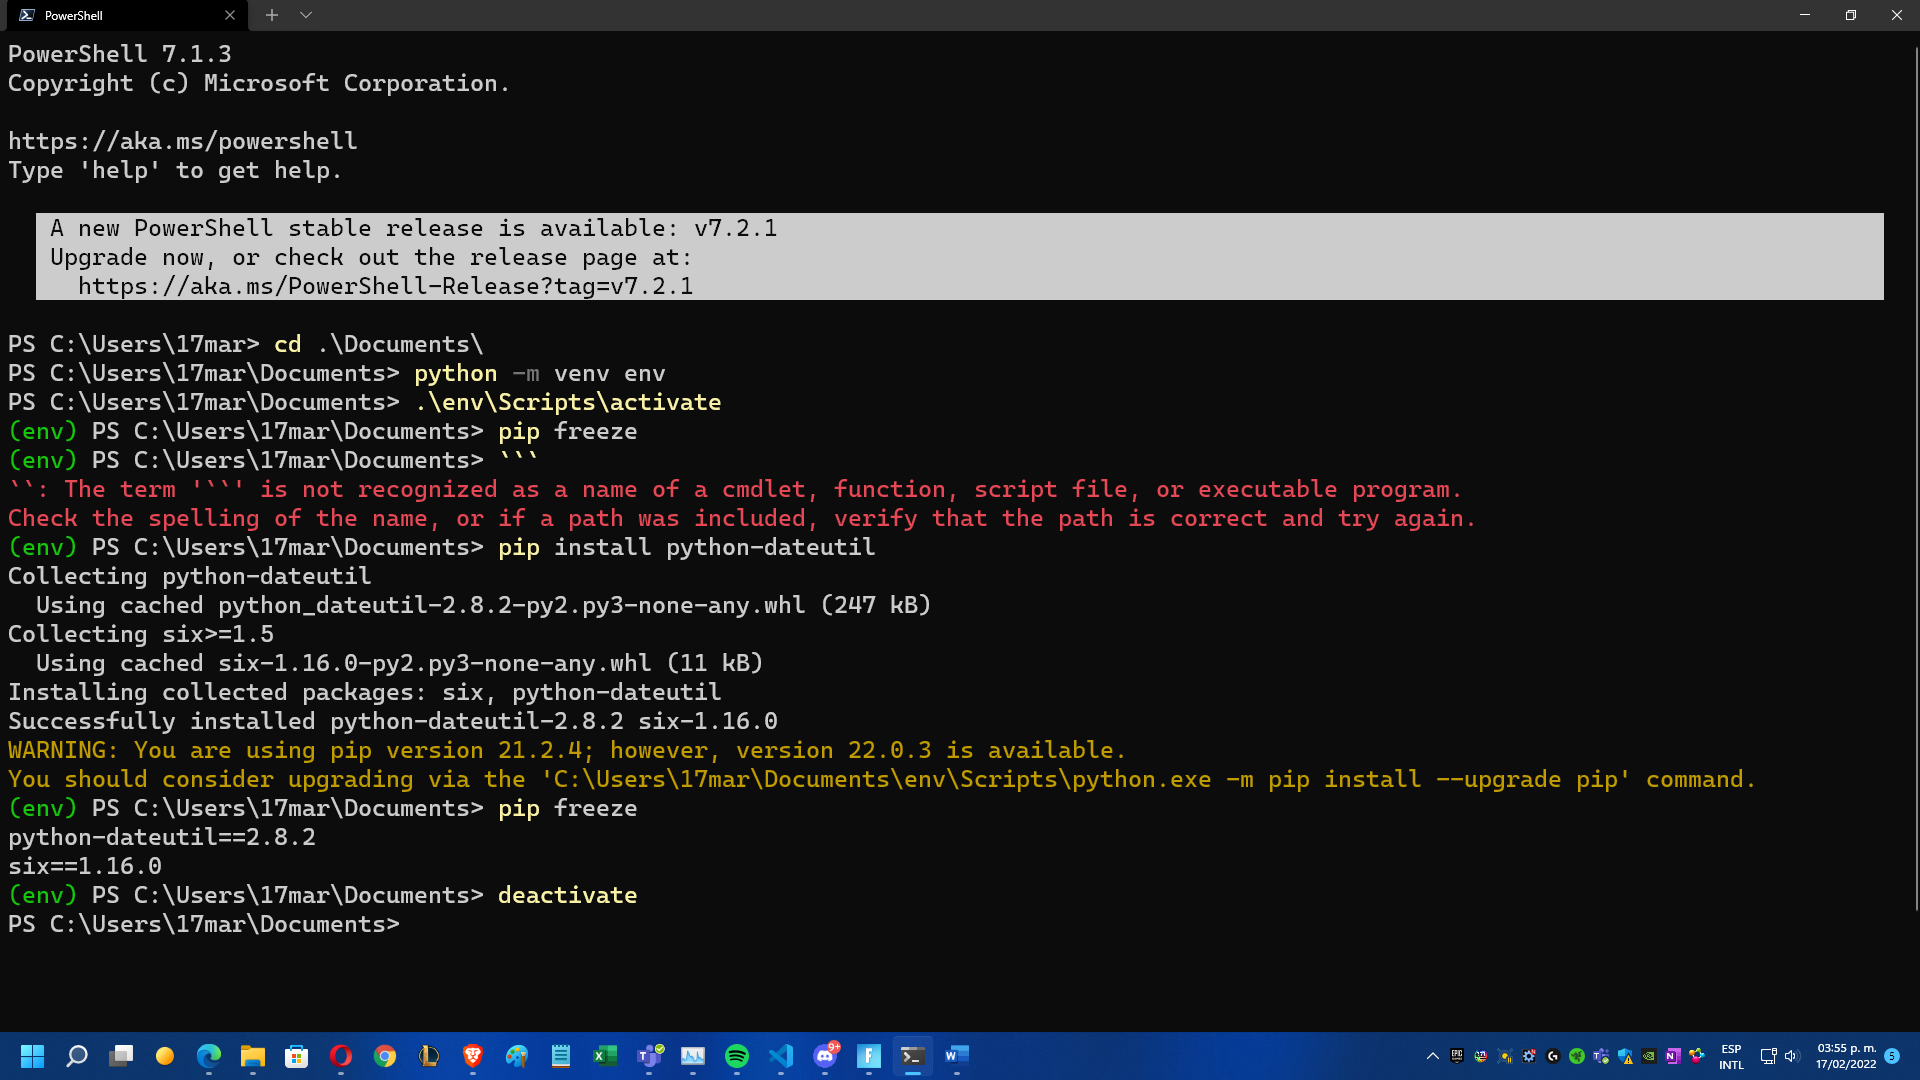 PowerShell
PowerShell 7.1.3
Copyright (c) Microsoft Corporation.
https://aka.ms/powershell
Type 'help' to get help.
A new PowerShell stable release is available: v7.2.1
Upgrade now, or check out the release page at:
https://aka.ms/PowerShell-Release?tag=v7.2.1
PS C:\Users\17mar> cd .\Documents\
PS C:\Users\17mar\Documents> python -m venv env
PS C:\Users\17mar\Documents> .\env\Scripts\activate
(env) PS C:\Users\17mar\Documents> pip freeze
(env) PS C:\Users\17mar\Documents> ```
``: The term '```' is not recognized as a name of a cmdlet, function, script file, or executable program.
Check the spelling of the name, or if a path was included, verify that the path is correct and try again.
(env) PS C:\Users\17mar\Documents> pip install python-dateutil
Collecting python-dateutil
  Using cached python_dateutil-2.8.2-py2.py3-none-any.whl (247 kB)
Collecting six>=1.5
  Using cached six-1.16.0-py2.py3-none-any.whl (11 kB)
Installing collected packages: six, python-dateutil
Successfully installed python-dateutil-2.8.2 six-1.16.0
WARNING: You are using pip version 21.2.4; however, version 22.0.3 is available.
You should consider upgrading via the 'C:\Users\17mar\Documents\env\Scripts\python.exe -m pip install --upgrade pip' command.
(env) PS C:\Users\17mar\Documents> pip freeze
python-dateutil==2.8.2
six==1.16.0
(env) PS C:\Users\17mar\Documents> deactivate
PS C:\Users\17mar\Documents>
9+
ESP
INTL
03:55 p. m.
17/02/2022
5